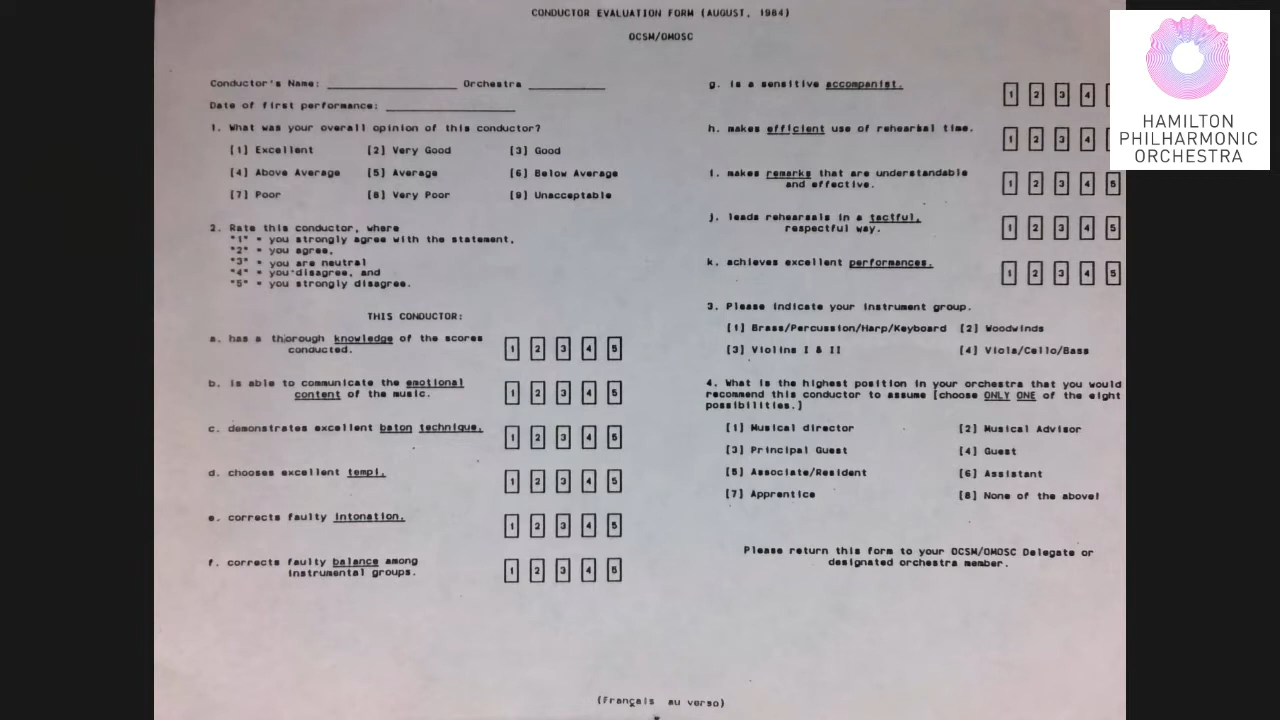 CONDUCTOR EVALUATION FORM (AUGUST, 1984)
OCSM/OMOSC
Conductor's Name: ____________________ Orchestra ____________
Date of first performance: ____________________
1. What was your overall opinion of this conductor?
[1] Excellent [2] Very Good [3] Good
[4] Above Average [5] Average [6] Below Average
[7] Poor [8] Very Poor [9] Unacceptable
2. Rate this conductor, where
"1" = you strongly agree with the statement,
"2" = you agree,
"3" = you are neutral
"4" = you disagree, and
"5" = you strongly disagree.
THIS CONDUCTOR:
a. has a thorough knowledge of the scores
conducted.
1 2 3 4 5
b. is able to communicate the emotional
content of the music.
1 2 3 4 5
c. demonstrates excellent baton technique.
1 2 3 4 5
d. chooses excellent tempi.
1 2 3 4 5
e. corrects faulty intonation.
1 2 3 4 5
f. corrects faulty balance among
instrumental groups.
1 2 3 4 5
g. is a sensitive accompanist.
1 2 3 4
h. makes efficient use of rehearsal time.
1 2 3 4
i. makes remarks that are understandable
and effective.
1 2 3 4 5
j. leads rehearsals in a tactful,
respectful way.
1 2 3 4 5
k. achieves excellent performances.
1 2 3 4 5
3. Please indicate your instrument group.
[1] Brass/Percussion/Harp/Keyboard [2] Woodwinds
[3] Violins I & II [4] Viola/Cello/Bass
4. What is the highest position in your orchestra that you would
recommend this conductor to assume [choose ONLY ONE of the eight
possibilities.]
[1] Musical director [2] Musical Advisor
[3] Principal Guest [4] Guest
[5] Associate/Resident [6] Assistant
[7] Apprentice [8] None of the above!
Please return this form to your OCSM/OMOSC Delegate or
designated orchestra member.
(Français au verso)
HAMILTON
PHILHARMONIC
ORCHESTRA